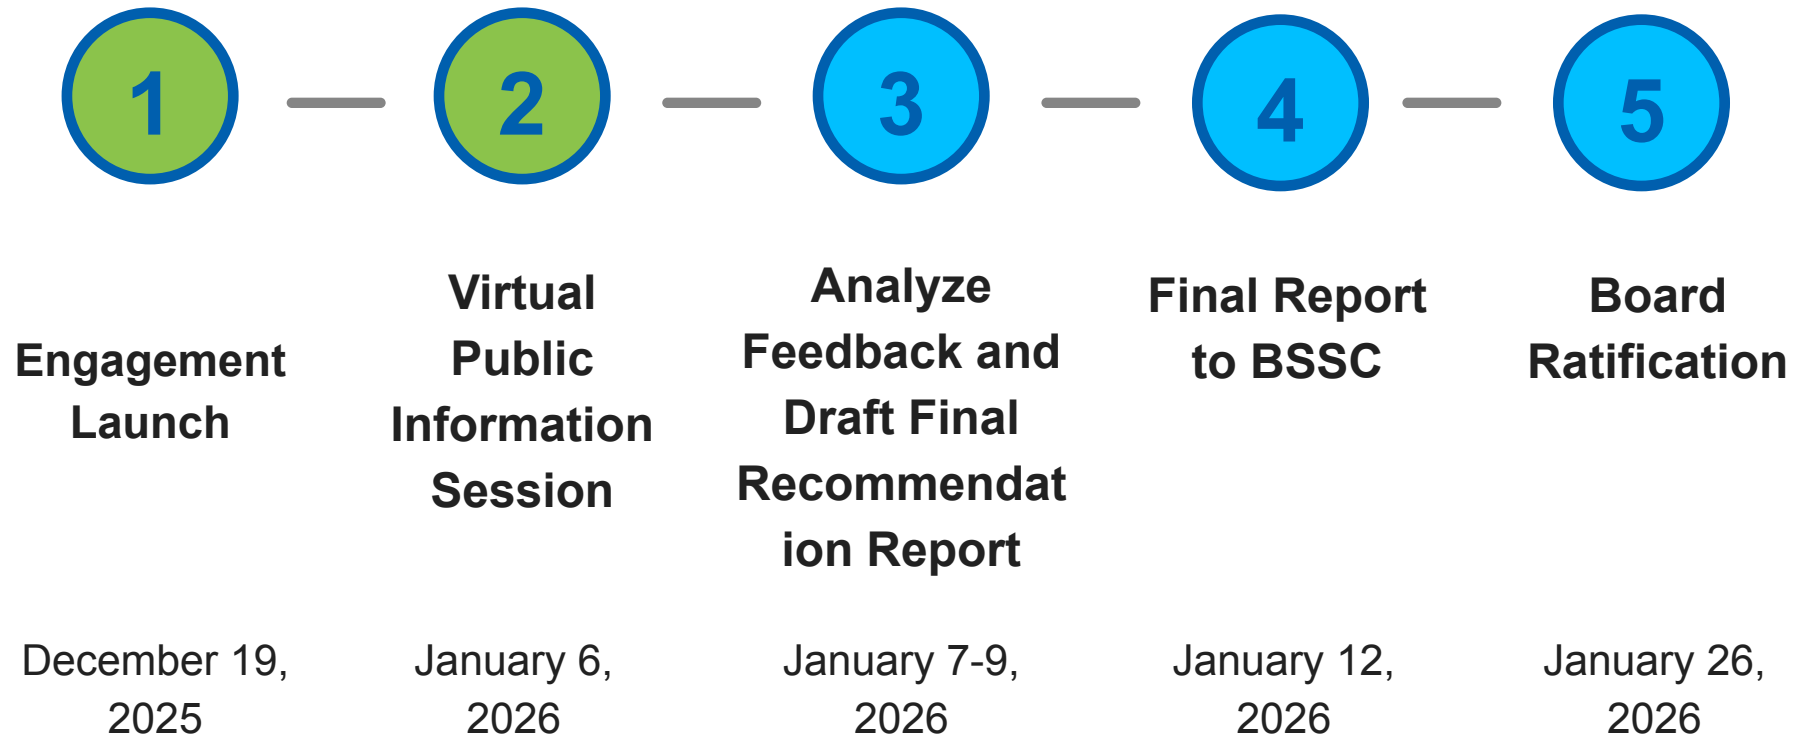 1
2
3
4
5
Engagement
Launch
Virtual
Public
Information
Session
Analyze
Feedback and
Draft Final
Recommendat
ion Report
Final Report
to BSSC
Board
Ratification
December 19,
2025
January 6,
2026
January 7-9,
2026
January 12,
2026
January 26,
2026